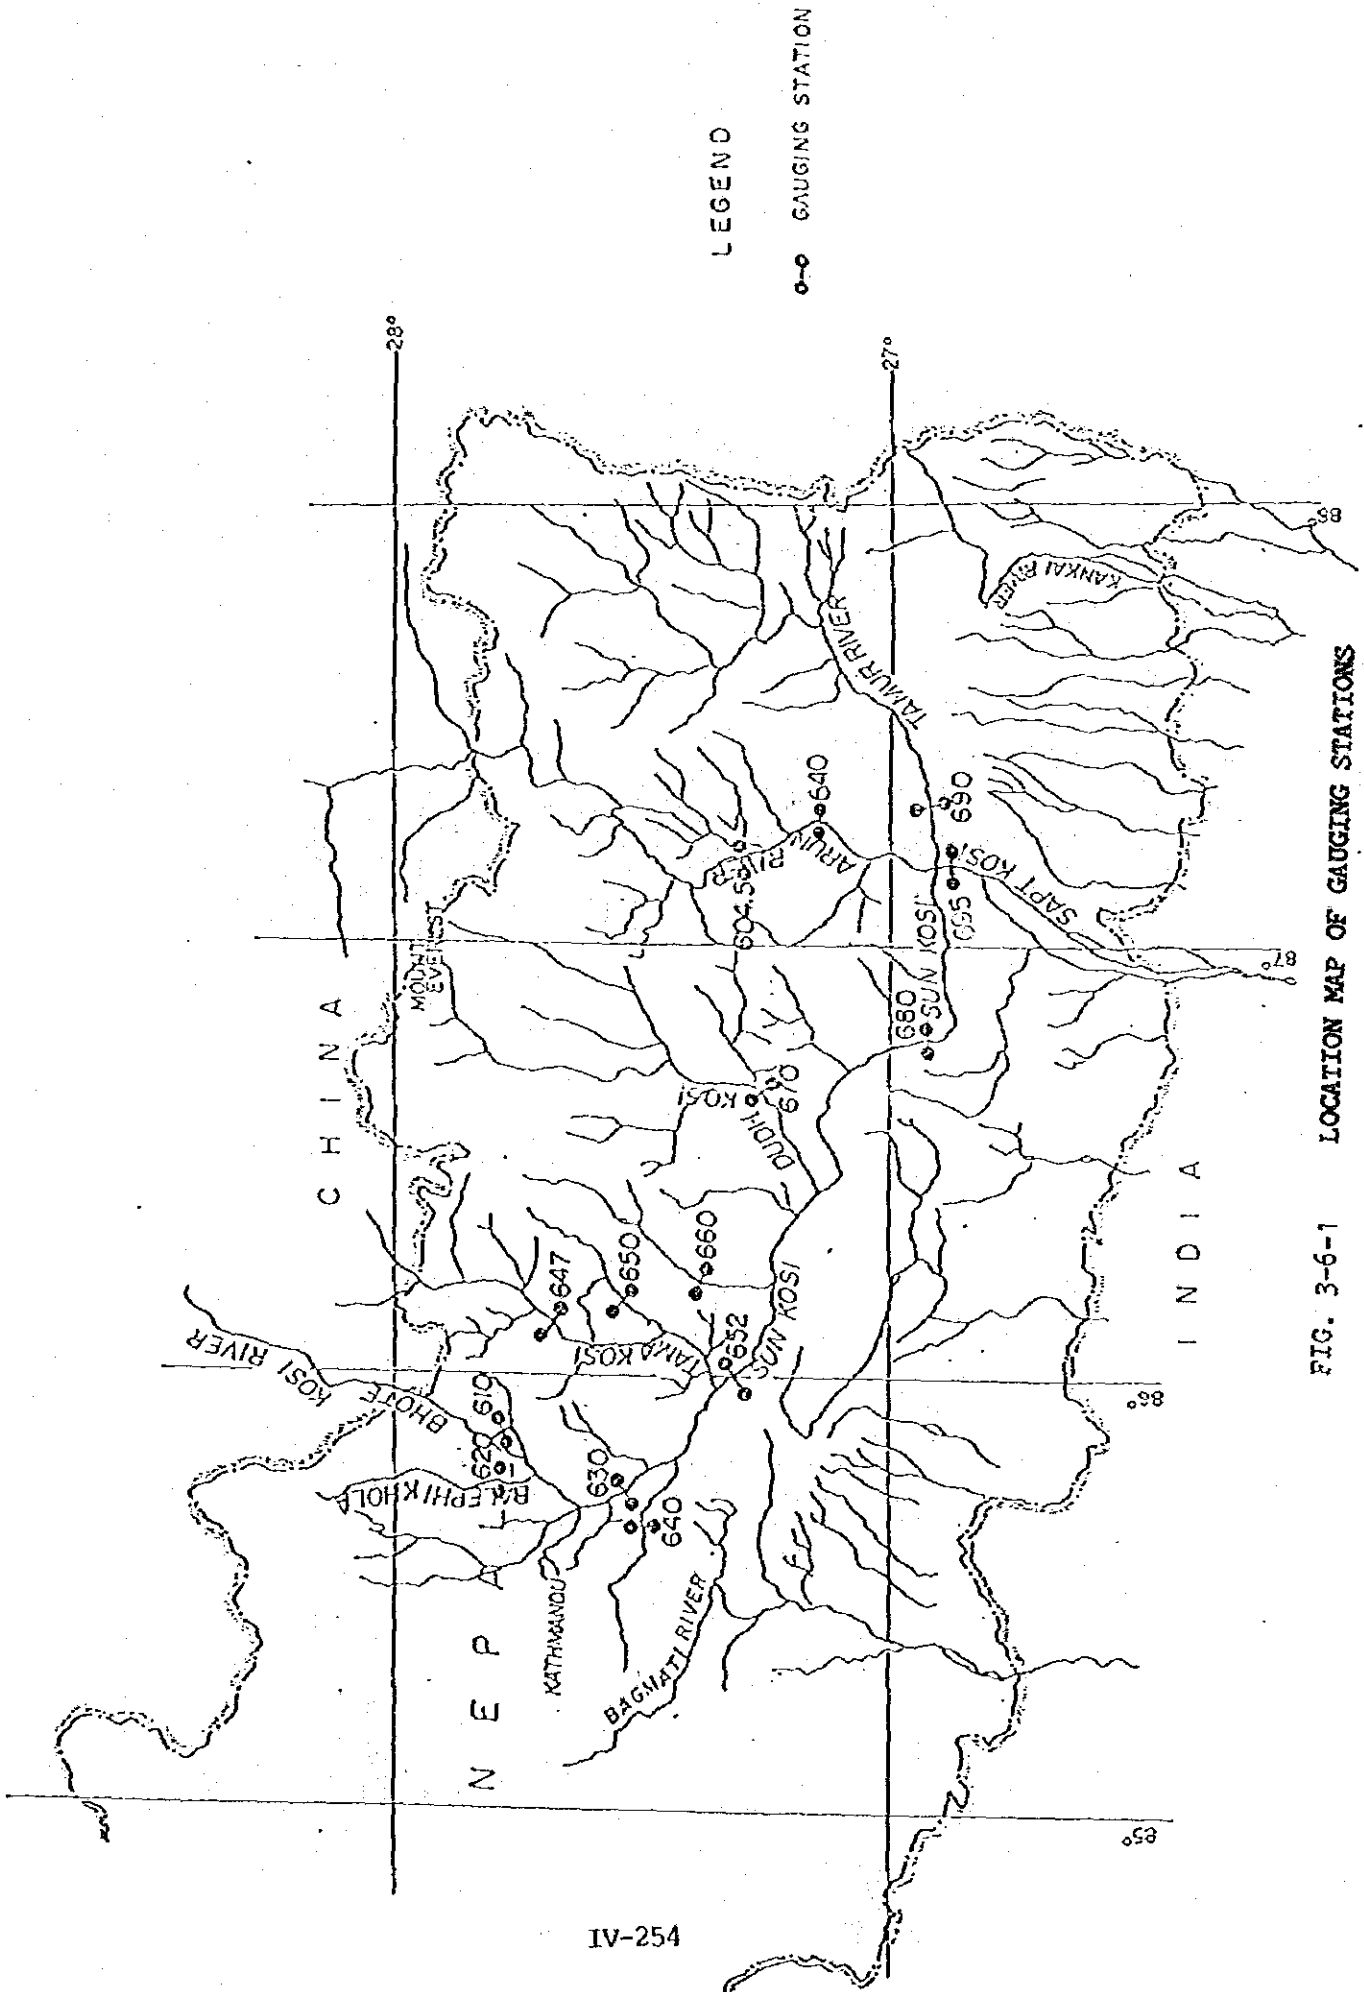 LEGEND
GAUGING STATION
28°
27°
CHINA
MOUNT
EVEREST
BHOTE KOSI RIVER
BALEPHI KHOLA
610
620
630
640
647
650
652
660
TAMA KOSI
SUN KOSI
DUDH KOSI
670
680
SUN KOSI
604.5
ARUN RIVER
640
690
695
TAMUR RIVER
SAPT KOSI
KANKAI RIVER
NEPAL
KATHMANDU
BAGMATI RIVER
INDIA
85°
86°
87°
88°
FIG. 3-6-1 LOCATION MAP OF GAUGING STATIONS
IV-254